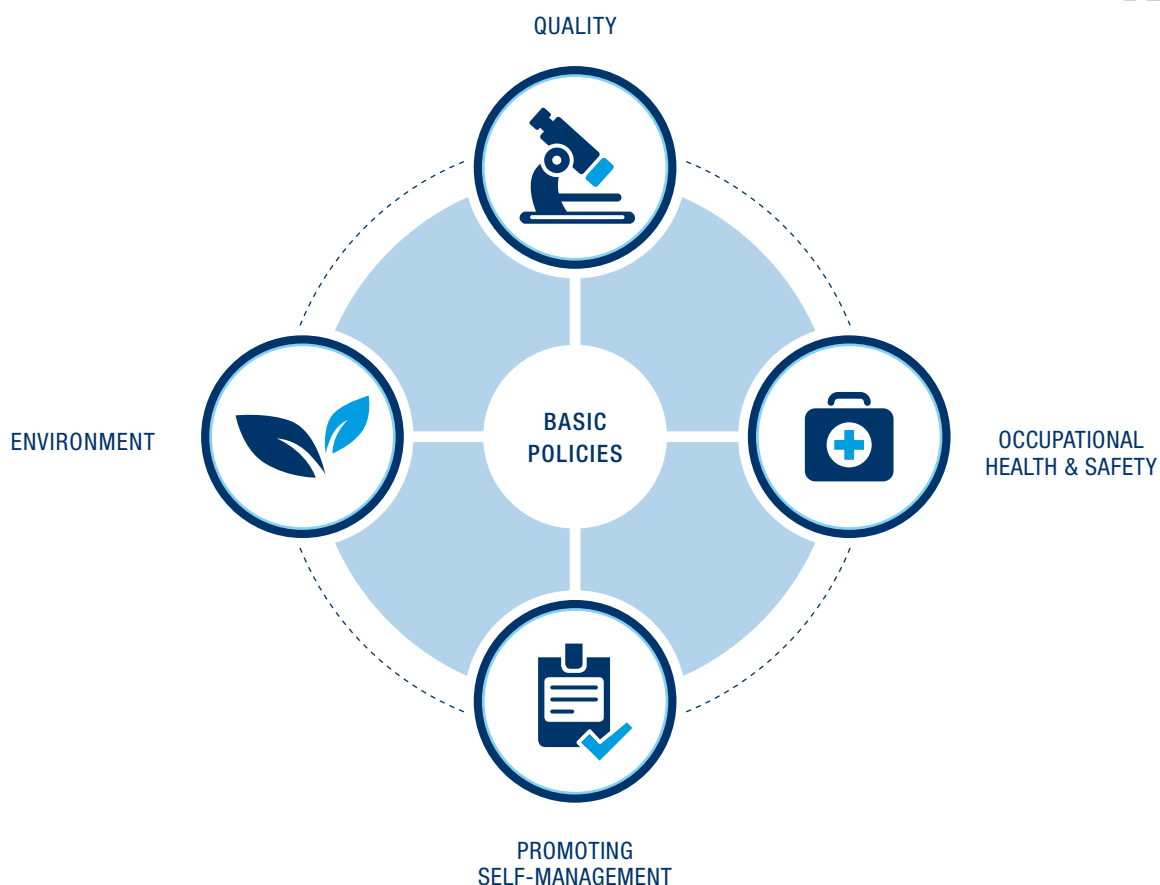 QUALITY
ENVIRONMENT
BASIC
POLICIES
OCCUPATIONAL
HEALTH & SAFETY
PROMOTING
SELF-MANAGEMENT